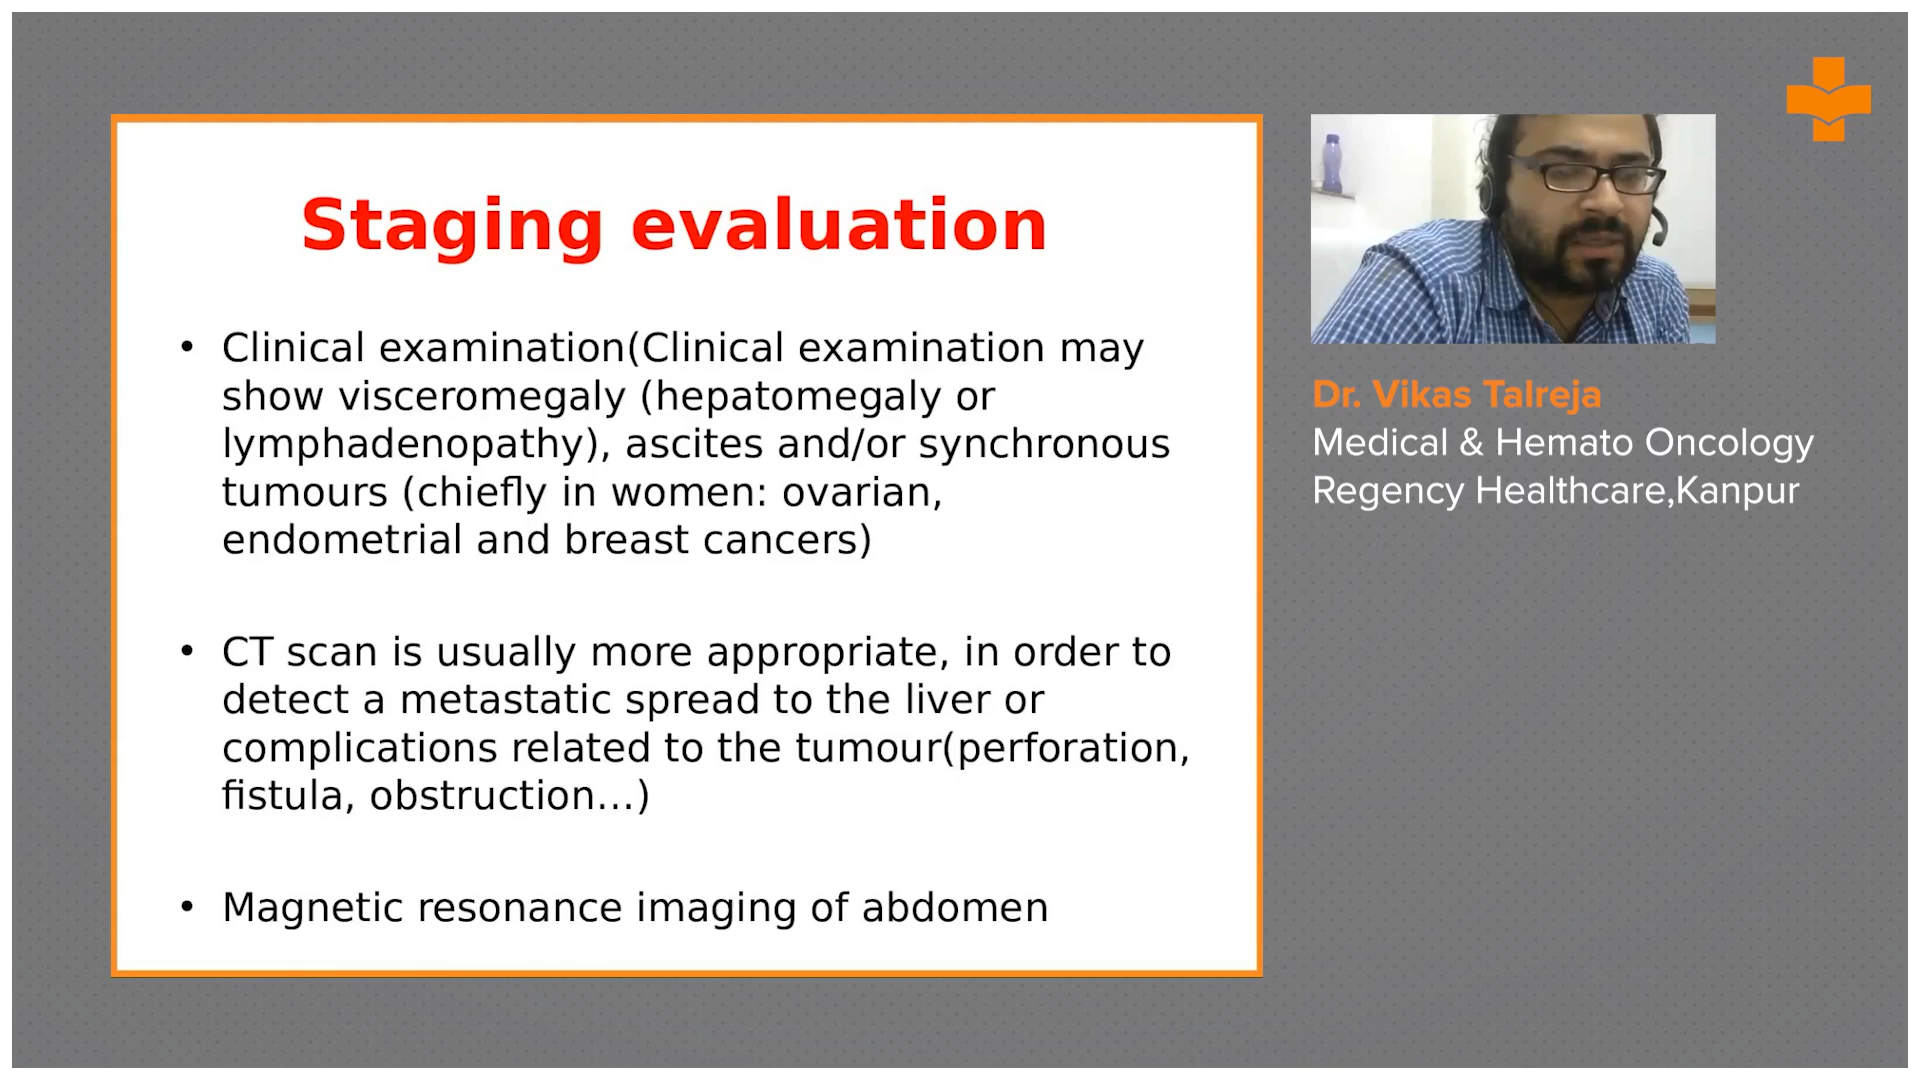 Staging evaluation
• Clinical examination(Clinical examination may
show visceromegaly (hepatomegaly or
lymphadenopathy), ascites and/or synchronous
tumours (chiefly in women: ovarian,
endometrial and breast cancers)
• CT scan is usually more appropriate, in order to
detect a metastatic spread to the liver or
complications related to the tumour(perforation,
fistula, obstruction...)
• Magnetic resonance imaging of abdomen
Dr. Vikas Talreja
Medical & Hemato Oncology
Regency Healthcare,Kanpur